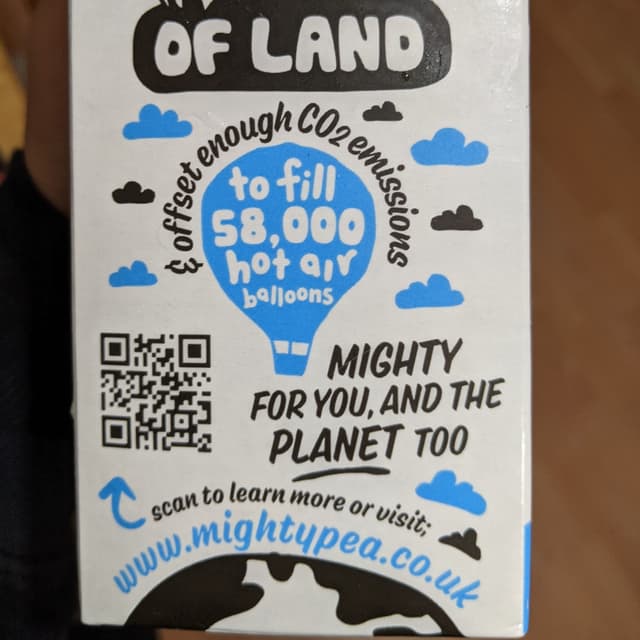 OF LAND
& offset enough CO2 emissions
to fill
58,000
hot air
balloons
MIGHTY
FOR YOU, AND THE
PLANET TOO
scan to learn more or visit;
www.mightypea.co.uk